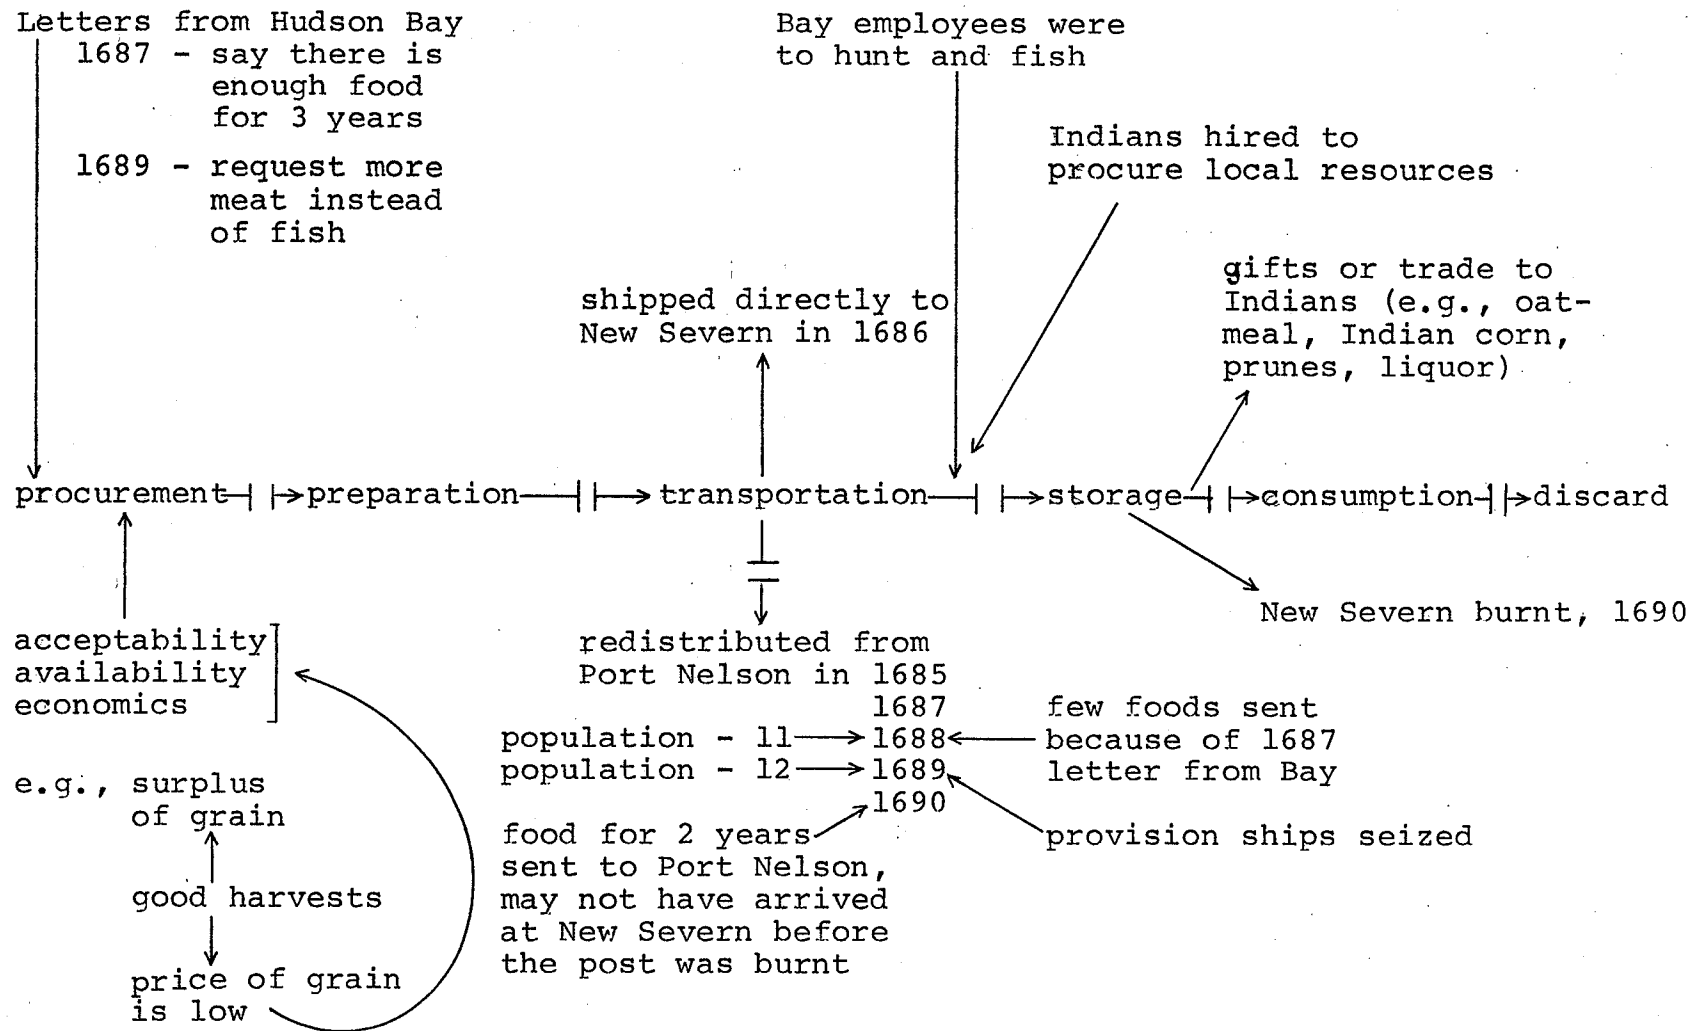 Letters from Hudson Bay
1687 - say there is
enough food
for 3 years
1689 - request more
meat instead
of fish
Bay employees were
to hunt and fish
Indians hired to
procure local resources
gifts or trade to
Indians (e.g., oat-
meal, Indian corn,
prunes, liquor)
shipped directly to
New Severn in 1686
procurement preparation transportation storage consumption discard
New Severn burnt, 1690
acceptability
availability
economics
e.g., surplus
of grain
good harvests
price of grain
is low
redistributed from
Port Nelson in 1685
1687
population - 11 1688
population - 12 1689
1690
few foods sent
because of 1687
letter from Bay
provision ships seized
food for 2 years
sent to Port Nelson,
may not have arrived
at New Severn before
the post was burnt